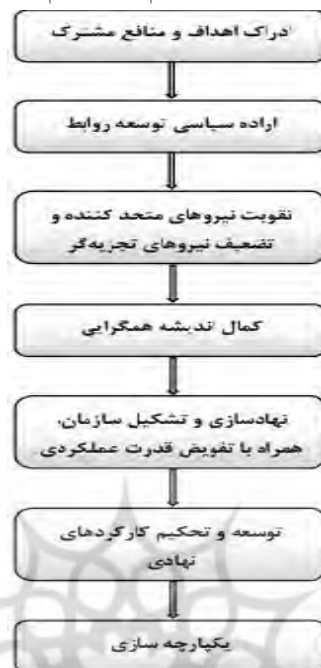 ادراک اهداف و منافع مشترک
اراده سیاسی توسعه روابط
تقویت نیروهای متحد کننده و
تضعیف نیروهای تجزیه‌گر
کمال اندیشه همگرایی
نهادسازی و تشکیل سازمان،
همراه با تفویض قدرت عملکردی
توسعه و تحکیم کارکردهای
نهادی
یکپارچه سازی